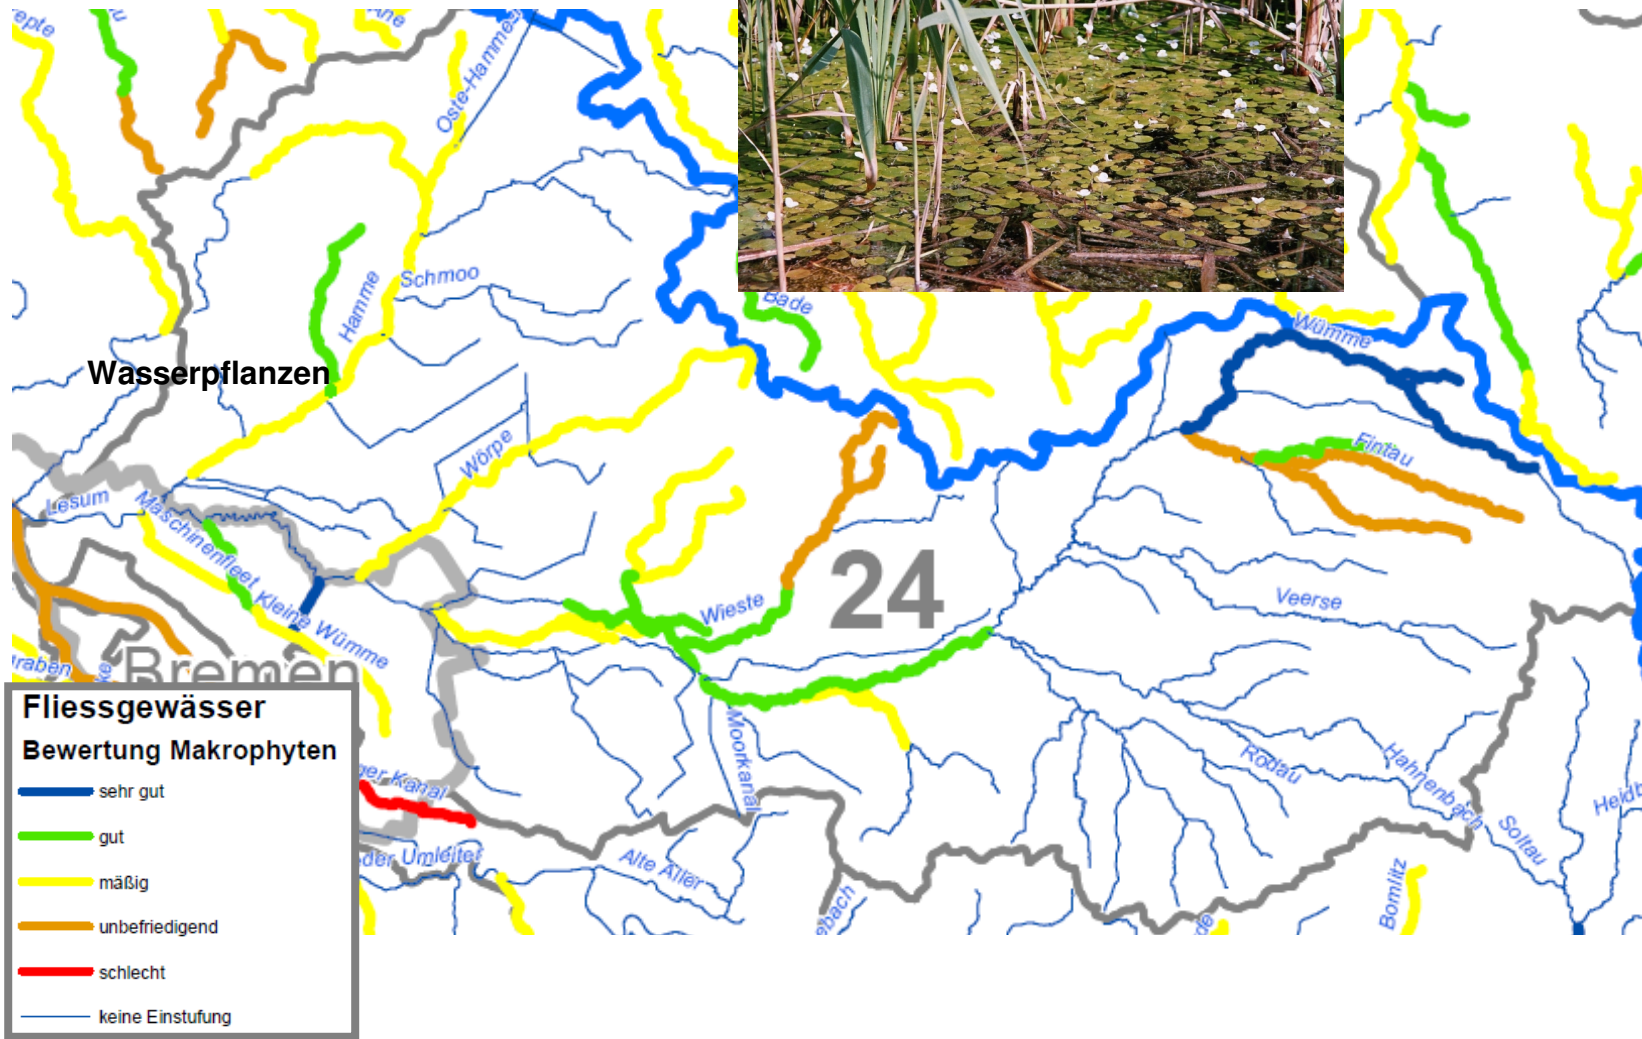 Oste-Hamme
Schmoo
Hamme
Bade
Wümme
Wasserpflanzen
Wörpe
Fintau
Lesum
Maschinenfleet
Kleine Wümme
24
Wieste
Veerse
Bremen
Moorkanal
Rodau
Hahnenbach
Soltau
Alte Aller
Bomlitz
Fliessgewässer
Bewertung Makrophyten
sehr gut
gut
mäßig
unbefriedigend
schlecht
keine Einstufung